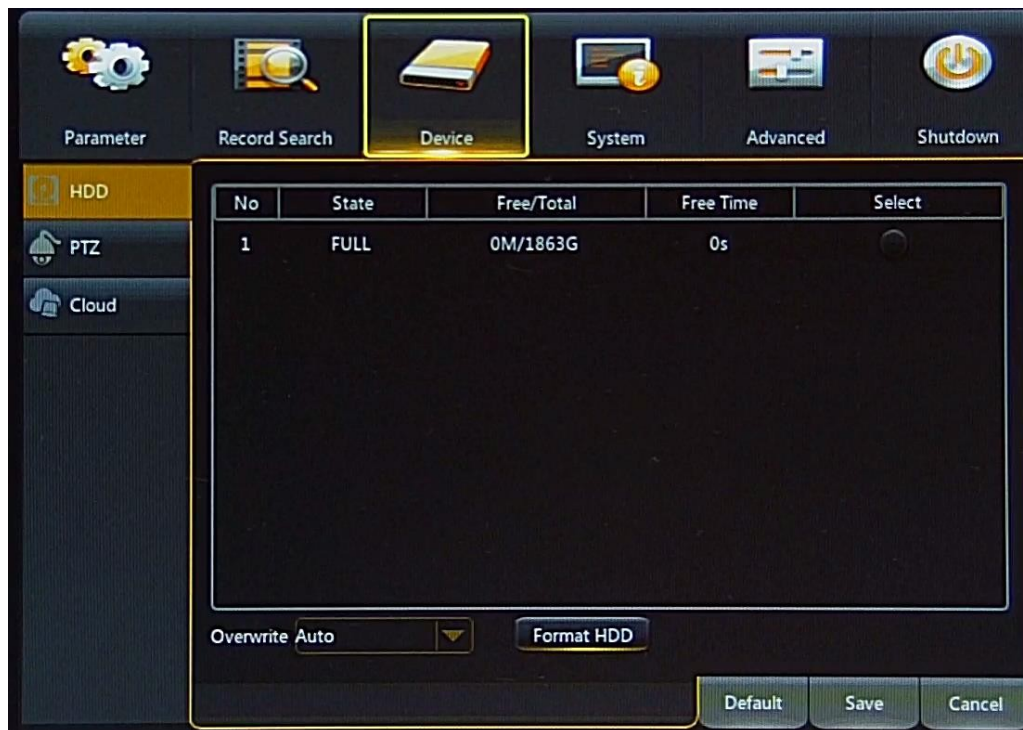 Parameter Record Search Device System Advanced Shutdown
HDD
PTZ
Cloud
No State Free/Total Free Time Select
1 FULL 0M/1863G 0s
Overwrite Auto Format HDD
Default Save Cancel